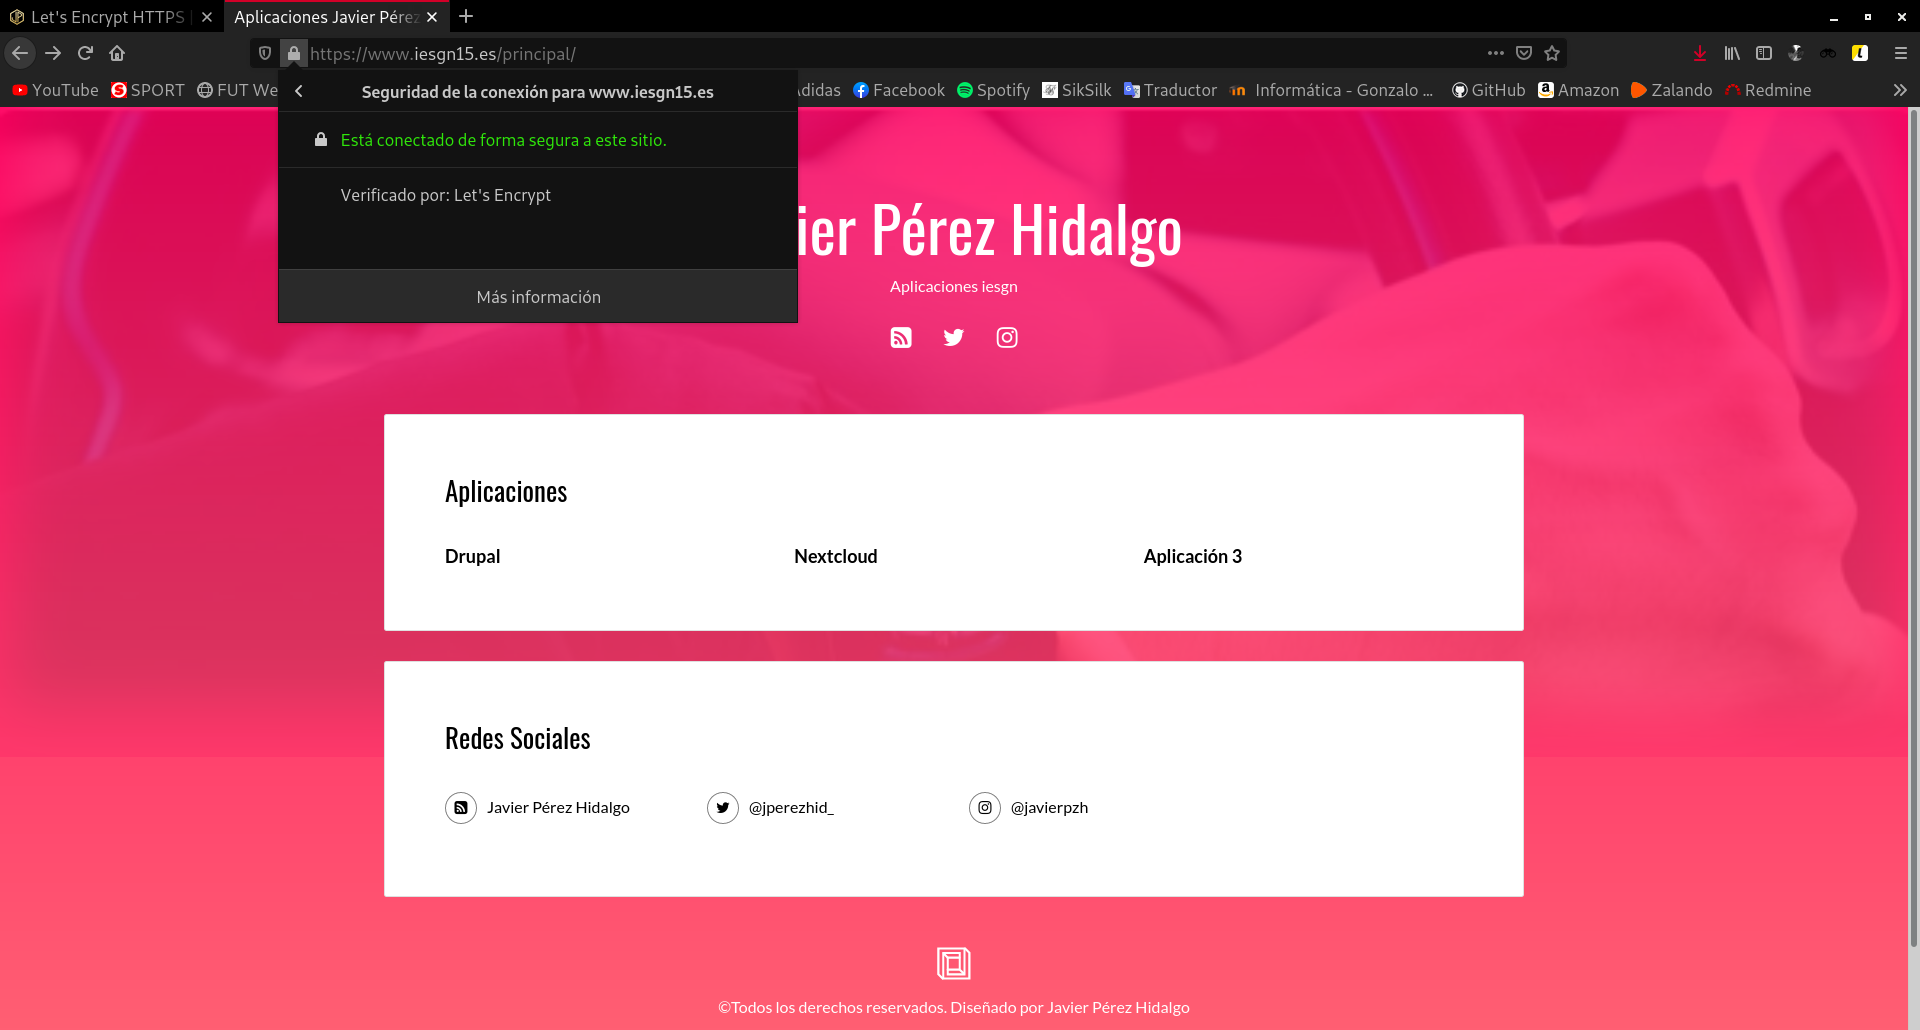 Let's Encrypt HTTPS
Aplicaciones Javier Pérez
https://www.iesgn15.es/principal/
YouTube SPORT FUT We Adidas Facebook Spotify SikSilk Traductor Informática - Gonzalo ... GitHub Amazon Zalando Redmine
Seguridad de la conexión para www.iesgn15.es
Está conectado de forma segura a este sitio.
Verificado por: Let's Encrypt
Más información
ier Pérez Hidalgo
Aplicaciones iesgn
Aplicaciones
Drupal Nextcloud Aplicación 3
Redes Sociales
Javier Pérez Hidalgo @jperezhid_ @javierpzh
©Todos los derechos reservados. Diseñado por Javier Pérez Hidalgo